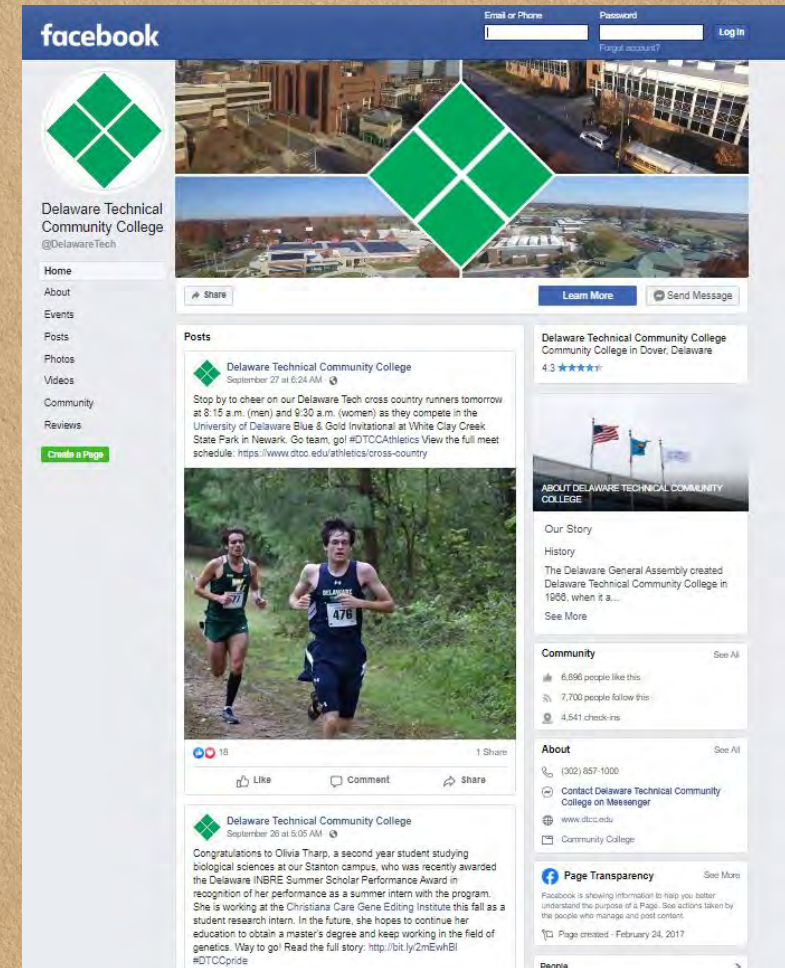 facebook
Email or Phone
Password
Log In
Forgot account?
Delaware Technical
Community College
@DelawareTech
Home
About
Events
Posts
Photos
Videos
Community
Reviews
Create a Page
Share
Learn More
Send Message
Posts
Delaware Technical Community College
September 27 at 6:24 AM
Stop by to cheer on our Delaware Tech cross country runners tomorrow
at 8:15 a.m. (men) and 9:30 a.m. (women) as they compete in the
University of Delaware Blue & Gold Invitational at White Clay Creek
State Park in Newark. Go team, go! #DTCCAthletics View the full meet
schedule: https://www.dtcc.edu/athletics/cross-country
DELAWARE
476
18
1 Share
Like
Comment
Share
Delaware Technical Community College
September 26 at 5:05 AM
Congratulations to Olivia Tharp, a second year student studying
biological sciences at our Stanton campus, who was recently awarded
the Delaware INBRE Summer Scholar Performance Award in
recognition of her performance as a summer intern with the program.
She is working at the Christiana Care Gene Editing Institute this fall as a
student research intern. In the future, she hopes to continue her
education to obtain a master's degree and keep working in the field of
genetics. Way to go! Read the full story: http://bit.ly/2mEwhBl
#DTCCpride
Delaware Technical Community College
Community College in Dover, Delaware
4.3
ABOUT DELAWARE TECHNICAL COMMUNITY
COLLEGE
Our Story
History
The Delaware General Assembly created
Delaware Technical Community College in
1966, when it a...
See More
Community
See All
6,896 people like this
7,700 people follow this
4,541 check-ins
About
See All
(302) 857-1000
Contact Delaware Technical Community
College on Messenger
www.dtcc.edu
Community College
Page Transparency
See More
Facebook is showing information to help you better
understand the purpose of a Page. See actions taken by
the people who manage and post content.
Page created - February 24, 2017
People